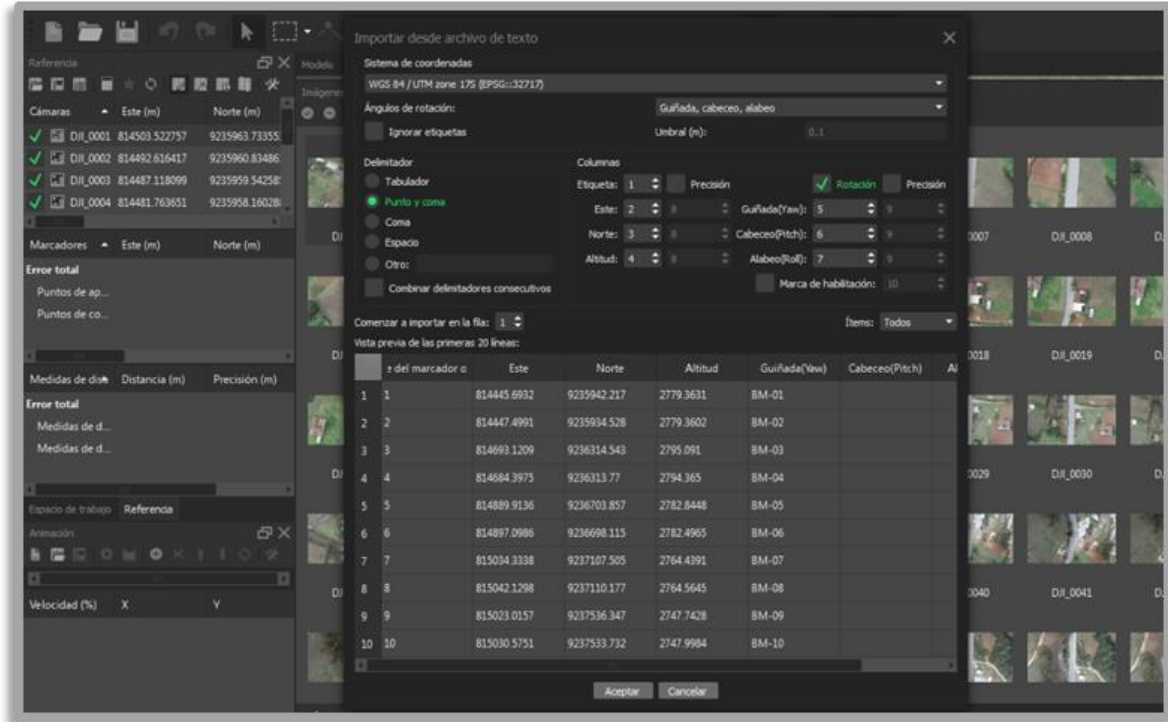 Importar desde archivo de texto
Sistema de coordenadas
WGS 84 / UTM zone 17S (EPSG::32717)
Ángulos de rotación: Guiñada, cabeceo, alabeo
Ignorar etiquetas Umbral (m): 0.1
Delimitador
Tabulador
Punto y coma
Coma
Espacio
Otro:
Combinar delimitadores consecutivos
Columnas
Etiqueta: 1 Precisión Rotación Precisión
Este: 2 8 Guiñada(Yaw): 5 9
Norte: 3 8 Cabeceo(Pitch): 6 9
Altitud: 4 8 Alabeo(Roll): 7 9
Marca de habilitación: 10
Comenzar a importar en la fila: 1 Ítems: Todos
Vista previa de las primeras 20 líneas:
del marcador Este Norte Altitud Guiñada(Yaw) Cabeceo(Pitch)
1 1 814445.6932 9235942.217 2779.3631 BM-01
2 2 814447.4991 9235934.528 2779.3602 BM-02
3 3 814693.1209 9236314.543 2795.091 BM-03
4 4 814684.3975 9236313.77 2794.365 BM-04
5 5 814889.9136 9236703.857 2782.8448 BM-05
6 6 814897.0986 9236698.115 2782.4965 BM-06
7 7 815034.3338 9237107.505 2764.4391 BM-07
8 8 815042.1298 9237110.177 2764.5645 BM-08
9 9 815023.0157 9237536.347 2747.7428 BM-09
10 10 815030.5751 9237533.732 2747.9984 BM-10
Aceptar Cancelar
Referencia
Cámaras Este (m) Norte (m)
DJI_0001 814503.522757
DJI_0002 814492.616417
DJI_0003 814487.118099
DJI_0004 814481.763651
Marcadores Este (m) Norte (m)
Error total
Puntos de ap...
Puntos de co...
Medidas de dis Distancia (m) Precisión (m)
Error total
Medidas de d...
Medidas de d...
Espacio de trabajo Referencia
Animación
Velocidad (%) X Y
Modelo
0007 DJI_0008
0018 DJI_0019
0029 DJI_0030
0040 DJI_0041